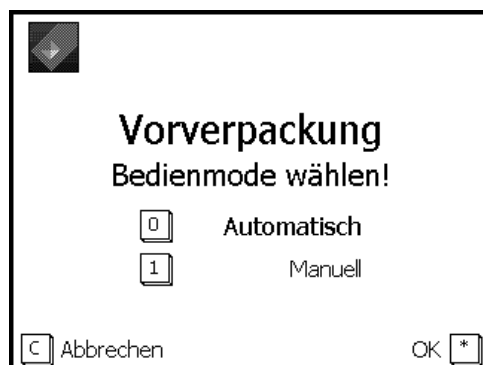 Vorverpackung
Bedienmode wählen!
0 Automatisch
1 Manuell
C Abbrechen OK *